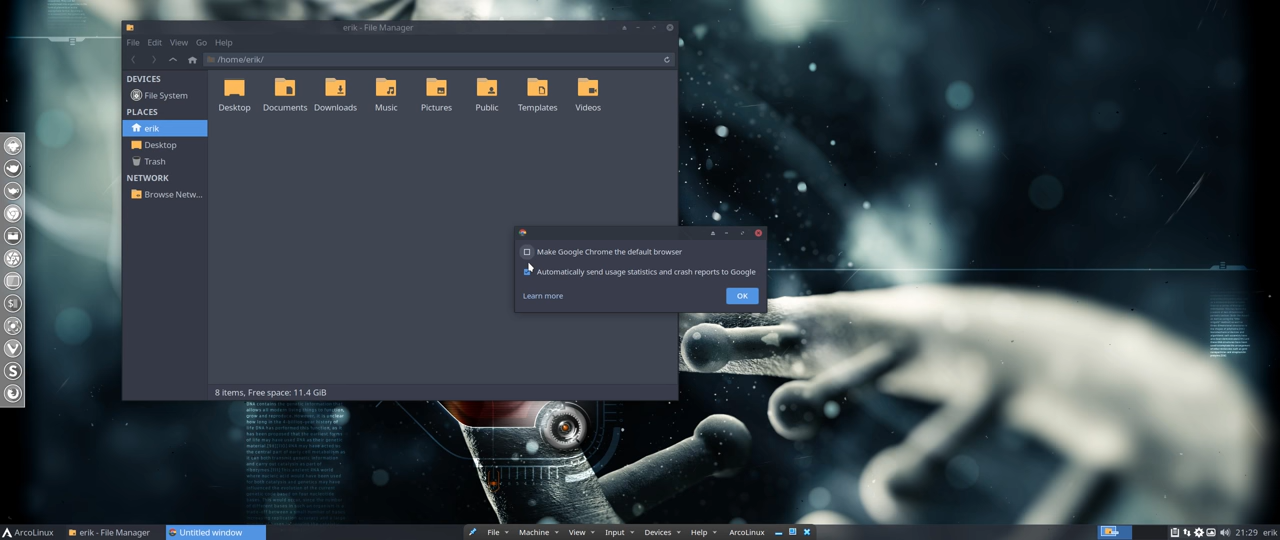 erik - File Manager
File Edit View Go Help
/home/erik/
DEVICES
File System
PLACES
erik
Desktop
Trash
NETWORK
Browse Netw...
Desktop Documents Downloads Music Pictures Public Templates Videos
8 items, Free space: 11.4 GiB
Make Google Chrome the default browser
Automatically send usage statistics and crash reports to Google
Learn more
OK
ArcoLinux
erik - File Manager
Untitled window
File Machine View Input Devices Help ArcoLinux
21:29 erik